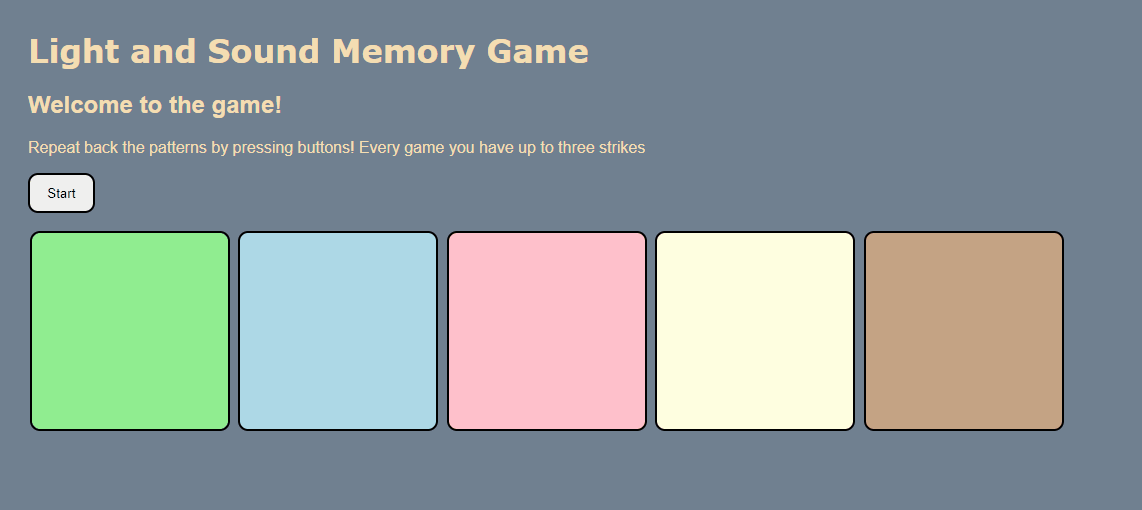 Light and Sound Memory Game
Welcome to the game!
Repeat back the patterns by pressing buttons! Every game you have up to three strikes
Start